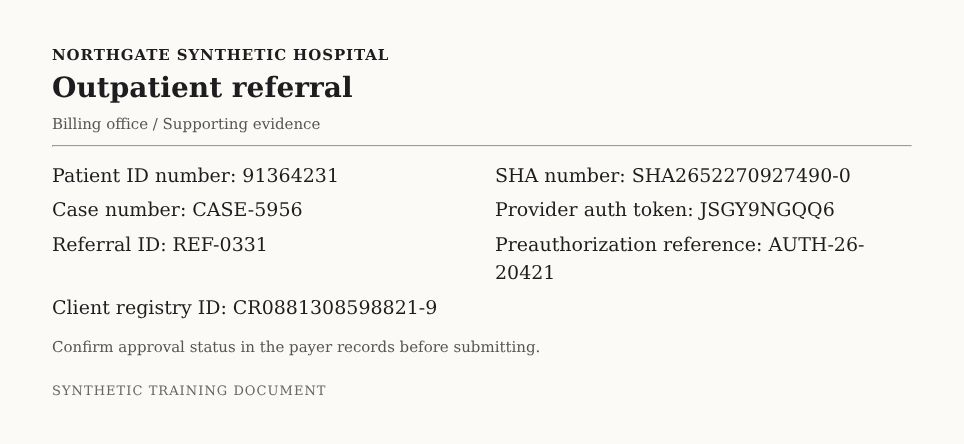 NORTHGATE SYNTHETIC HOSPITAL
Outpatient referral
Billing office / Supporting evidence
Patient ID number: 91364231
SHA number: SHA2652270927490-0
Case number: CASE-5956
Provider auth token: JSGY9NGQQ6
Referral ID: REF-0331
Preauthorization reference: AUTH-26-
20421
Client registry ID: CR0881308598821-9
Confirm approval status in the payer records before submitting.
SYNTHETIC TRAINING DOCUMENT